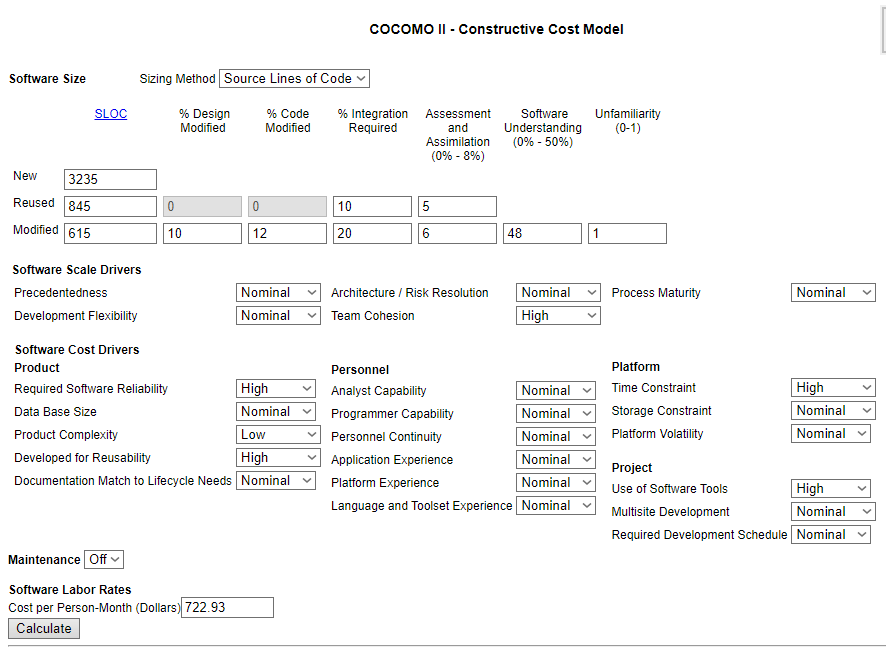 COCOMO II - Constructive Cost Model
Software Size Sizing Method Source Lines of Code
SLOC % Design Modified % Code Modified % Integration Required Assessment and Assimilation (0% - 8%) Software Understanding (0% - 50%) Unfamiliarity (0-1)
New 3235
Reused 845 0 0 10 5
Modified 615 10 12 20 6 48 1
Software Scale Drivers
Precedentedness Nominal Architecture / Risk Resolution Nominal Process Maturity Nominal
Development Flexibility Nominal Team Cohesion High
Software Cost Drivers
Product
Required Software Reliability High
Data Base Size Nominal
Product Complexity Low
Developed for Reusability High
Documentation Match to Lifecycle Needs Nominal
Personnel
Analyst Capability Nominal
Programmer Capability Nominal
Personnel Continuity Nominal
Application Experience Nominal
Platform Experience Nominal
Language and Toolset Experience Nominal
Platform
Time Constraint High
Storage Constraint Nominal
Platform Volatility Nominal
Project
Use of Software Tools High
Multisite Development Nominal
Required Development Schedule Nominal
Maintenance Off
Software Labor Rates
Cost per Person-Month (Dollars) 722.93
Calculate